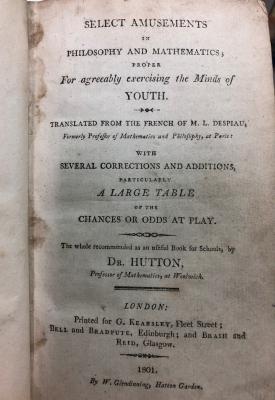 SELECT AMUSEMENTS
IN
PHILOSOPHY AND MATHEMATICS;
PROPER
For agreeably exercising the Minds of
YOUTH.
TRANSLATED FROM THE FRENCH OF M. L. DESPIAU,
Formerly Professor of Mathematics and Philosophy, at Paris:
WITH
SEVERAL CORRECTIONS AND ADDITIONS,
PARTICULARLY
A LARGE TABLE
OF THE
CHANCES OR ODDS AT PLAY.
The whole recommended as an useful Book for Schools, by
DR. HUTTON,
Professor of Mathematics, at Woolwich.
LONDON:
Printed for G. KEARSLEY, Fleet Street;
BELL and BRADFUTE, Edinburgh; and BRASH and
REID, Glasgow.
1801.
By W. Glendinning, Hatton Garden.